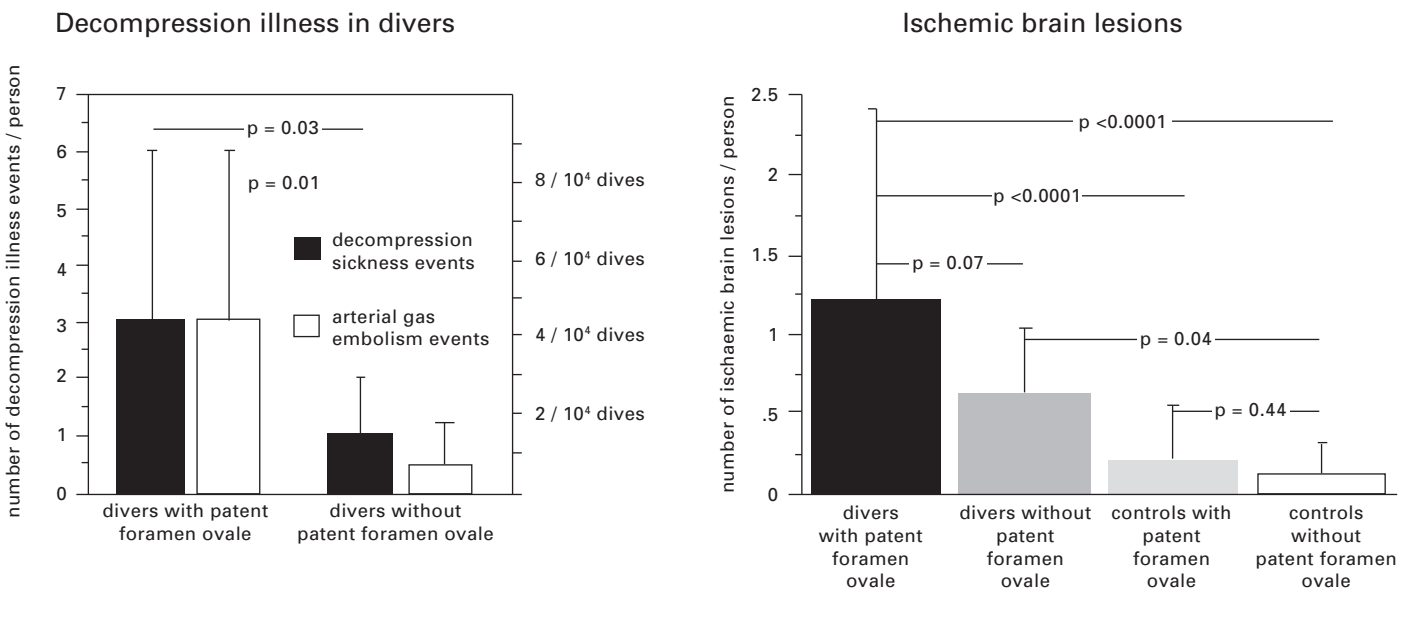 Decompression illness in divers
number of decompression illness events / person
7
6
5
4
3
2
1
0
p = 0.03
p = 0.01
decompression
sickness events
arterial gas
embolism events
8 / 10⁴ dives
6 / 10⁴ dives
4 / 10⁴ dives
2 / 10⁴ dives
divers with patent
foramen ovale
divers without
patent foramen ovale
Ischemic brain lesions
number of ischaemic brain lesions / person
2.5
2
1.5
1
.5
0
p <0.0001
p <0.0001
p = 0.07
p = 0.04
p = 0.44
divers
with patent
foramen
ovale
divers without
patent
foramen
ovale
controls with
patent
foramen
ovale
controls
without
patent foramen
ovale